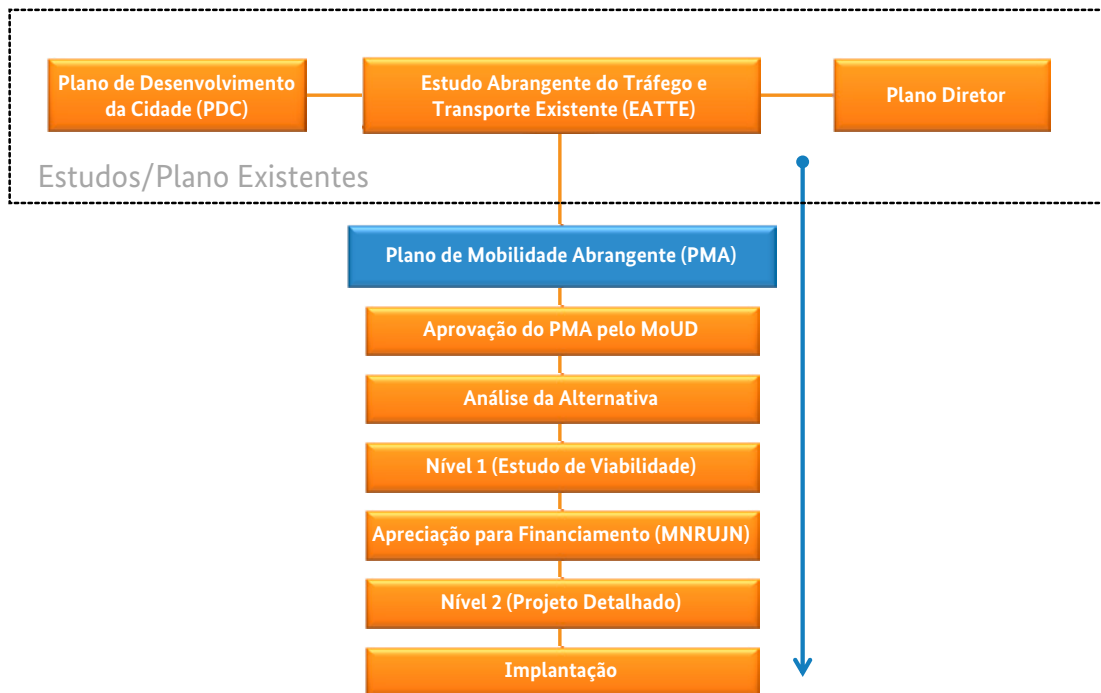 Plano de Desenvolvimento
da Cidade (PDC)
Estudo Abrangente do Tráfego e
Transporte Existente (EATTE)
Plano Diretor
Estudos/Plano Existentes
Plano de Mobilidade Abrangente (PMA)
Aprovação do PMA pelo MoUD
Análise da Alternativa
Nível 1 (Estudo de Viabilidade)
Apreciação para Financiamento (MNRUJN)
Nível 2 (Projeto Detalhado)
Implantação